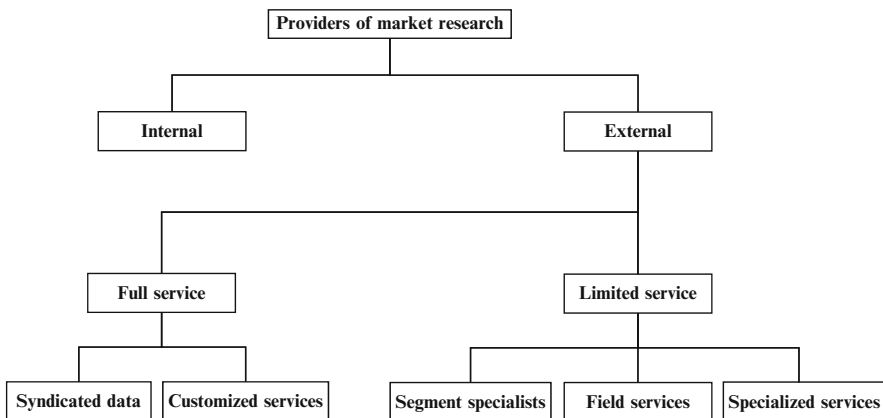 Providers of market research
Internal
External
Full service
Limited service
Syndicated data
Customized services
Segment specialists
Field services
Specialized services